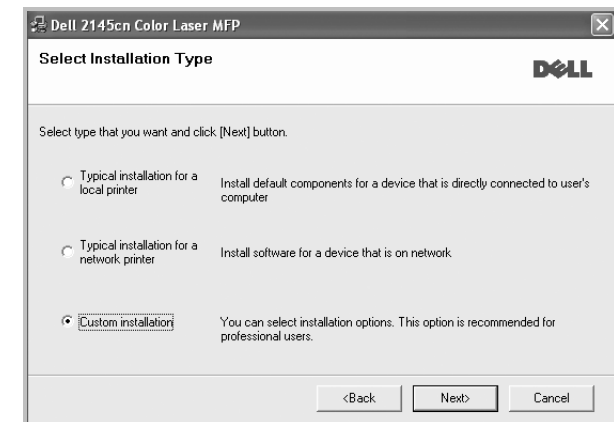 Dell 2145cn Color Laser MFP
Select Installation Type
DELL
Select type that you want and click [Next] button.
Typical installation for a
local printer
Install default components for a device that is directly connected to user's
computer
Typical installation for a
network printer
Install software for a device that is on network
Custom installation
You can select installation options. This option is recommended for
professional users.
<Back
Next>
Cancel